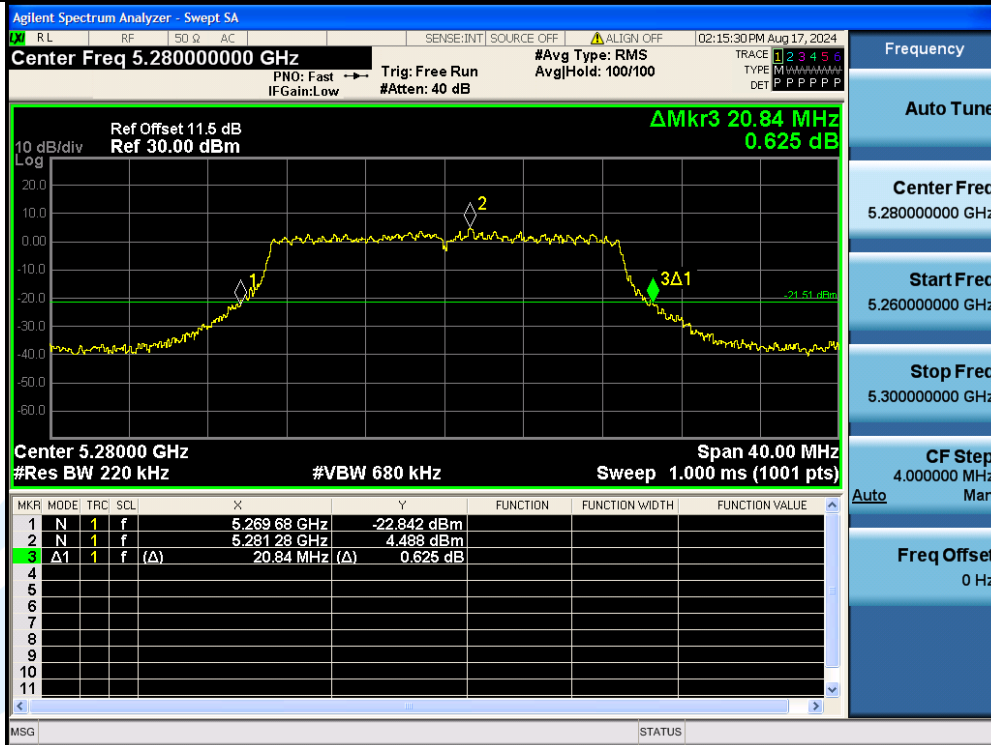 Agilent Spectrum Analyzer - Swept SA
LXI RL RF 50 Ω AC SENSE:INT SOURCE OFF ALIGN OFF 02:15:30 PM Aug 17, 2024
Center Freq 5.280000000 GHz
PNO: Fast
IFGain:Low
Trig: Free Run
#Atten: 40 dB
#Avg Type: RMS
Avg|Hold: 100/100
TRACE 1 2 3 4 5 6
TYPE M
DET P P P P P P
ΔMkr3 20.84 MHz
0.625 dB
Ref Offset 11.5 dB
10 dB/div Ref 30.00 dBm
Log
20.0
10.0
0.00
-10.0
-20.0
-30.0
-40.0
-50.0
-60.0
1
2
3Δ1
-21.51 dBm
Center 5.28000 GHz Span 40.00 MHz
#Res BW 220 kHz #VBW 680 kHz Sweep 1.000 ms (1001 pts)
MKR MODE TRC SCL X Y FUNCTION FUNCTION WIDTH FUNCTION VALUE
1 N 1 f 5.269 68 GHz -22.842 dBm
2 N 1 f 5.281 28 GHz 4.488 dBm
3 Δ1 1 f (Δ) 20.84 MHz (Δ) 0.625 dB
4
5
6
7
8
9
10
11
MSG STATUS
Frequency
Auto Tune
Center Freq
5.280000000 GHz
Start Freq
5.260000000 GHz
Stop Freq
5.300000000 GHz
CF Step
4.000000 MHz
Auto Man
Freq Offset
0 Hz